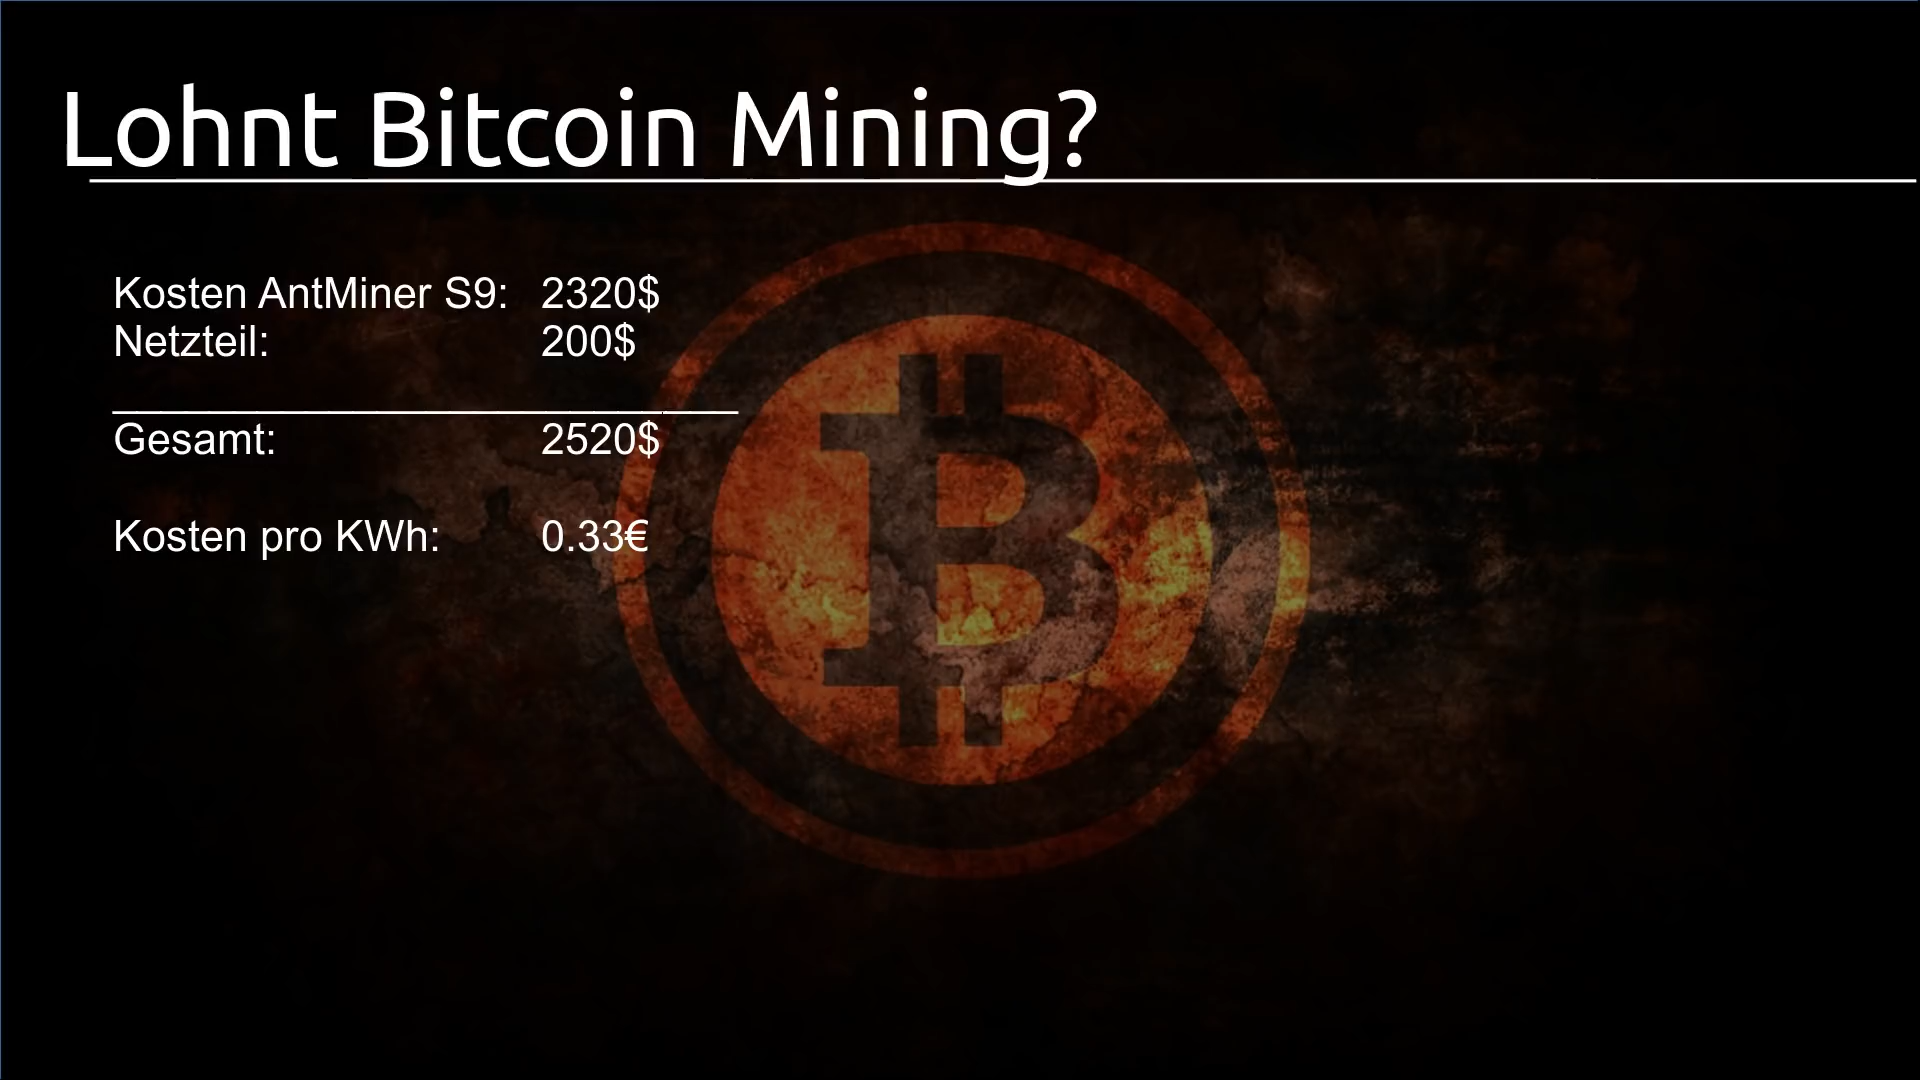 Lohnt Bitcoin Mining?
Kosten AntMiner S9: 2320$
Netzteil: 200$
Gesamt: 2520$
Kosten pro KWh: 0.33€